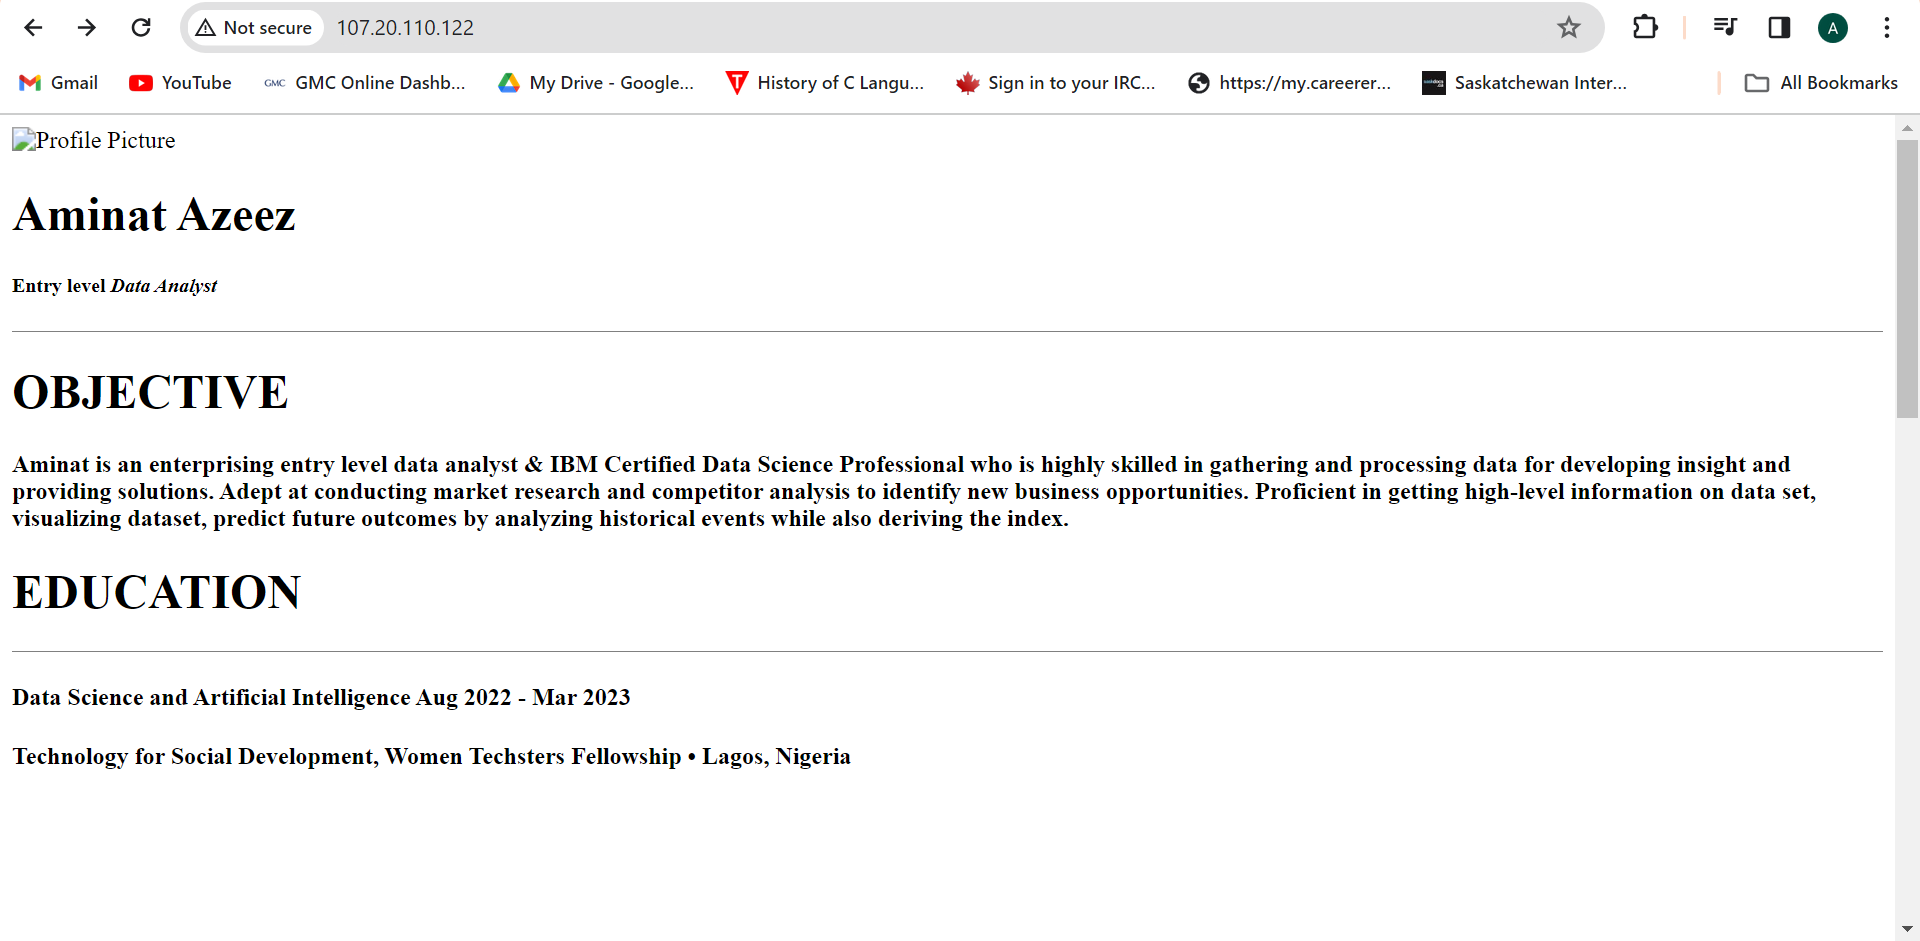 Not secure 107.20.110.122 A
Gmail YouTube GMC GMC Online Dashb... My Drive - Google... History of C Langu... Sign in to your IRC... https://my.careerer... Saskatchewan Inter... All Bookmarks
Profile Picture
Aminat Azeez
Entry level Data Analyst
OBJECTIVE
Aminat is an enterprising entry level data analyst & IBM Certified Data Science Professional who is highly skilled in gathering and processing data for developing insight and
providing solutions. Adept at conducting market research and competitor analysis to identify new business opportunities. Proficient in getting high-level information on data set,
visualizing dataset, predict future outcomes by analyzing historical events while also deriving the index.
EDUCATION
Data Science and Artificial Intelligence Aug 2022 - Mar 2023
Technology for Social Development, Women Techsters Fellowship • Lagos, Nigeria